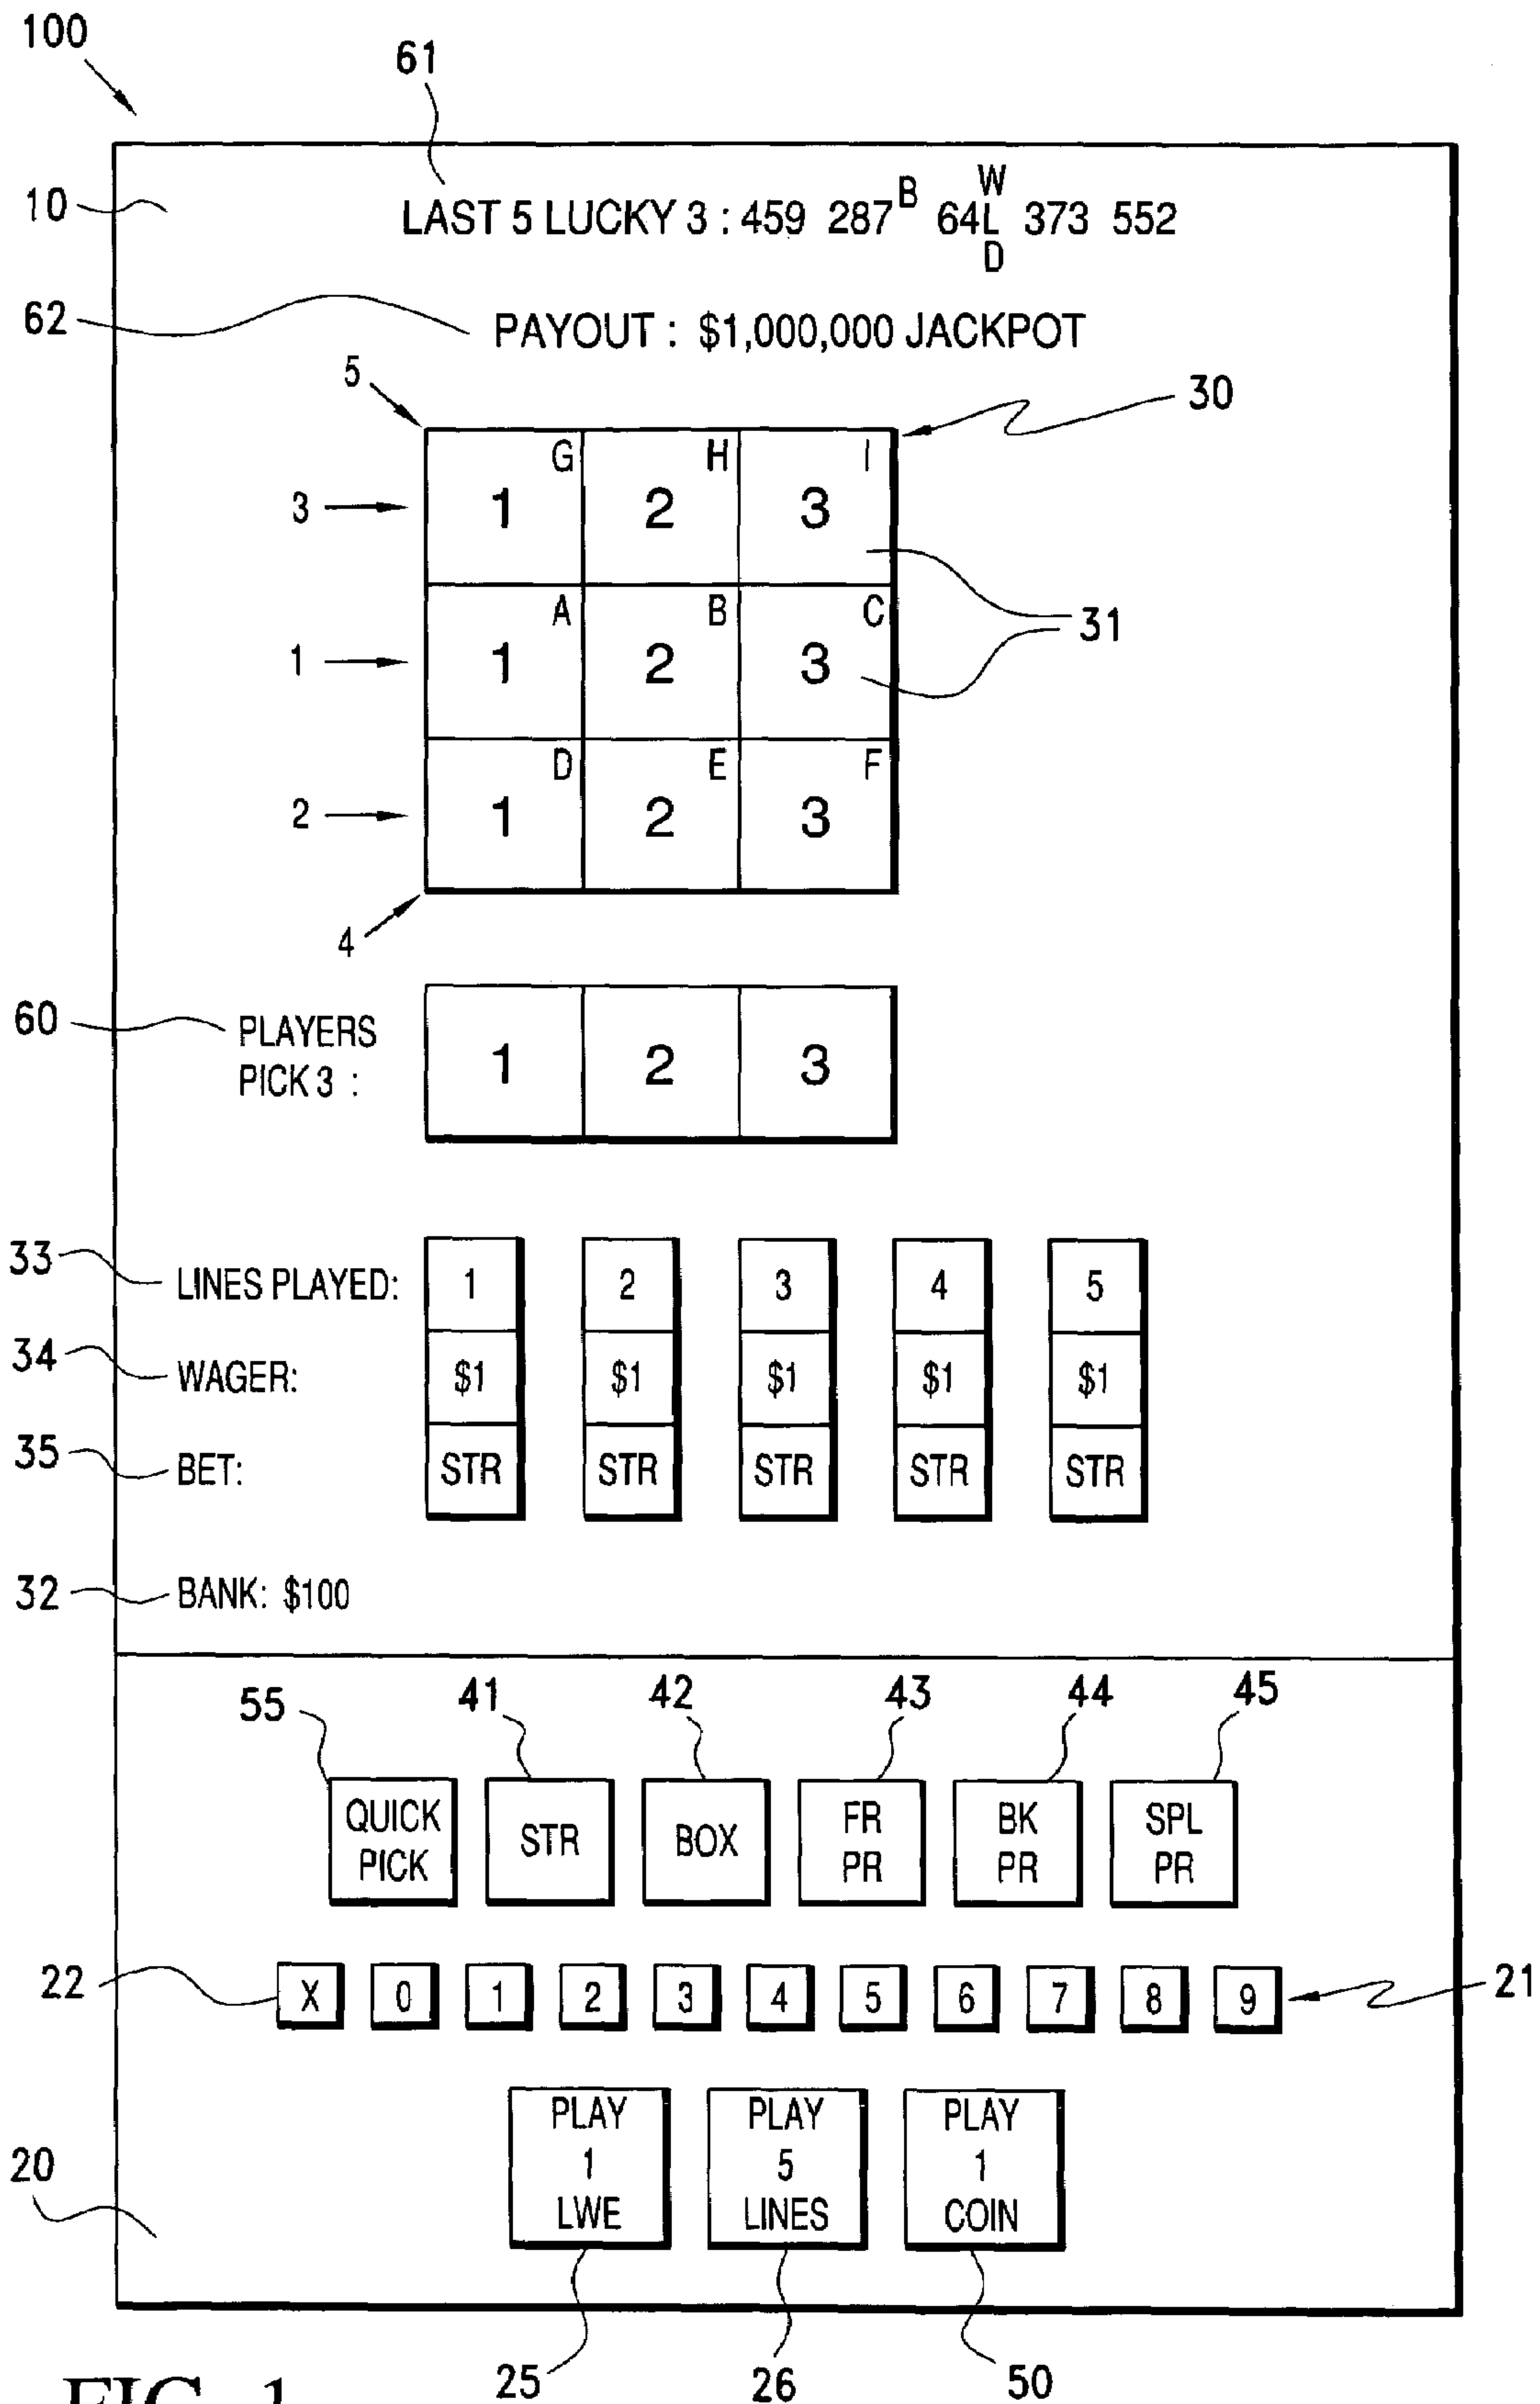 100
61
10
LAST 5 LUCKY 3 : 459 287 B 64 W L D 373 552
62
PAYOUT : $1,000,000 JACKPOT
5
30
G H I
3 1 2 3
A B C
31
1 1 2 3
D E F
2 1 2 3
4
60
PLAYERS
PICK 3 :
1 2 3
33
LINES PLAYED: 1 2 3 4 5
34
WAGER: $1 $1 $1 $1 $1
35
BET: STR STR STR STR STR
32
BANK: $100
55 41 42 43 44 45
QUICK
PICK
STR
BOX
FR
PR
BK
PR
SPL
PR
22
X 0 1 2 3 4 5 6 7 8 9
21
PLAY
1
LWE
PLAY
5
LINES
PLAY
1
COIN
20
25 26 50
FIG. 1